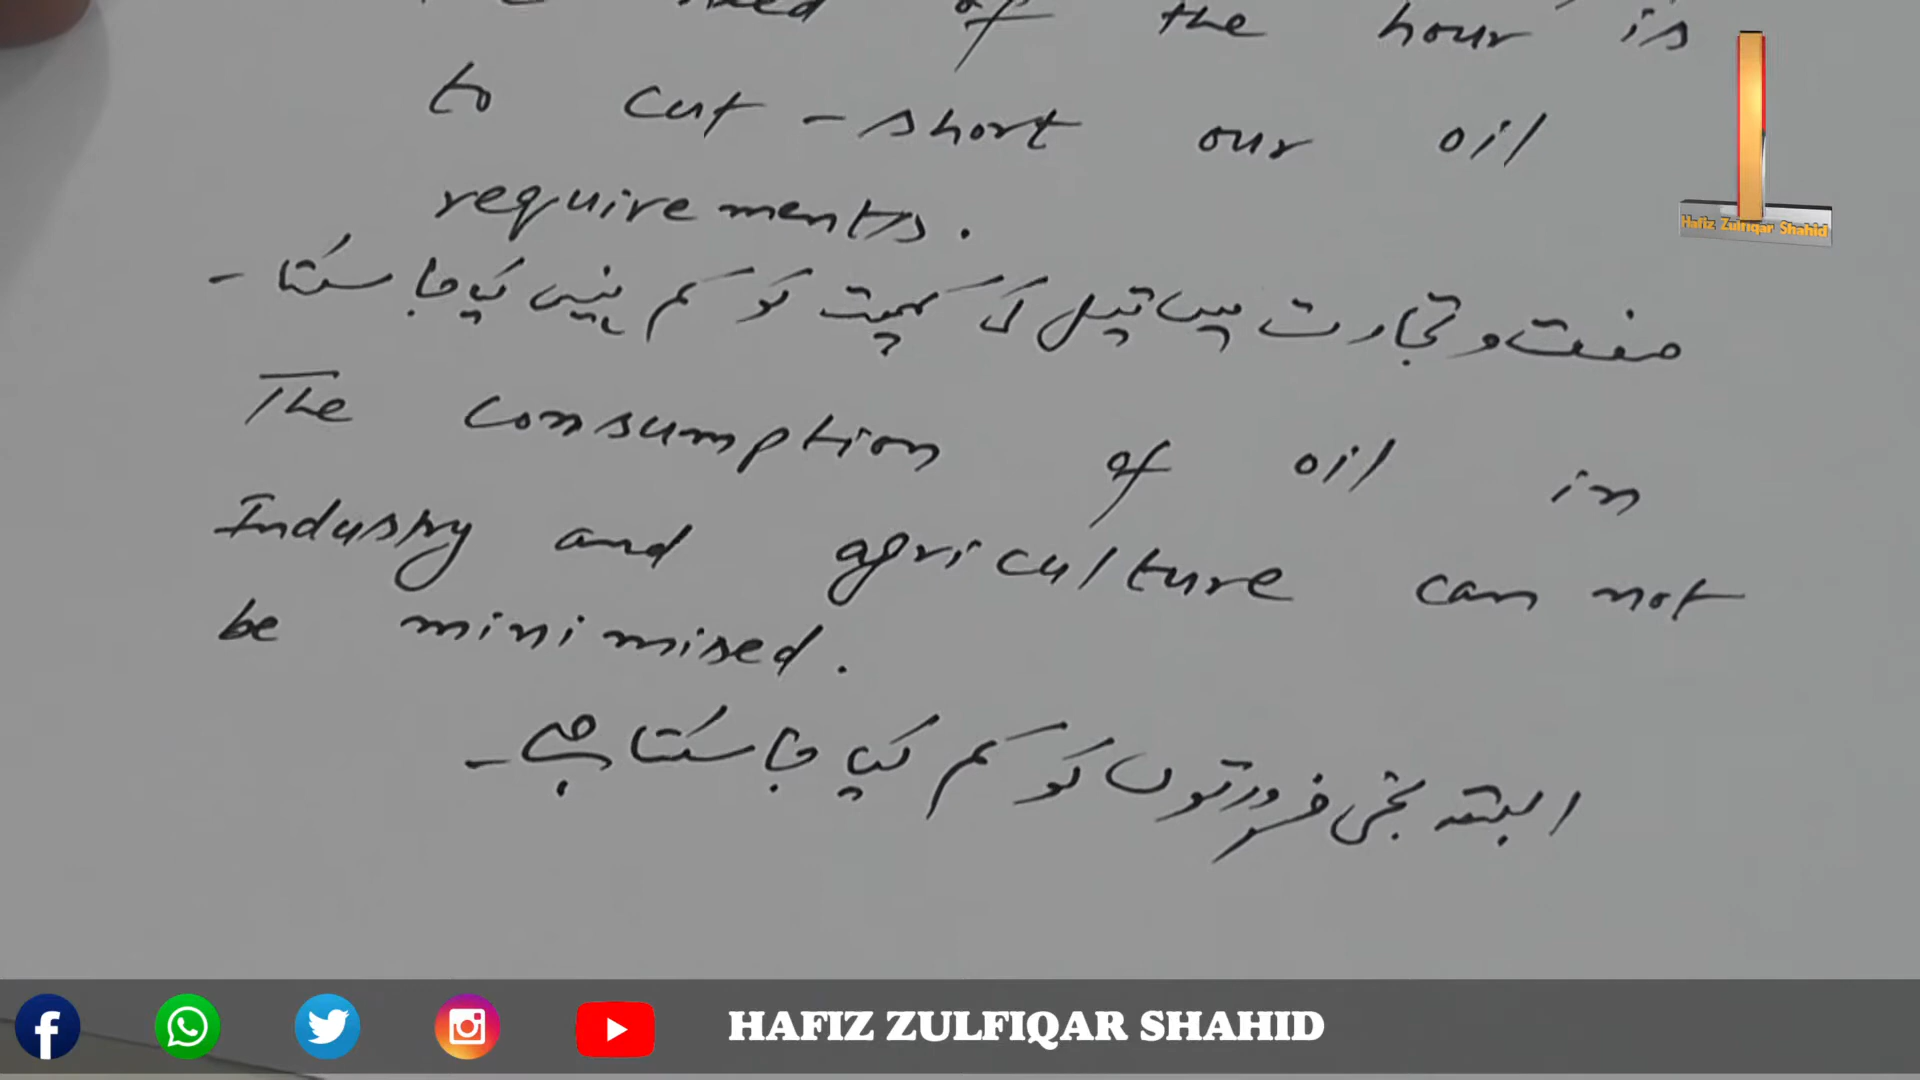 need of the hour is
to cut-short our oil
requirements.
صنعت و تجارت میں تیل کی کھپت کو کم نہیں کیا جا سکتا -
The consumption of oil in
Industry and agriculture can not
be minimised.
البتہ نجی ضرورتوں کو کم کیا جا سکتا ہے -
Hafiz Zulfiqar Shahid
HAFIZ ZULFIQAR SHAHID